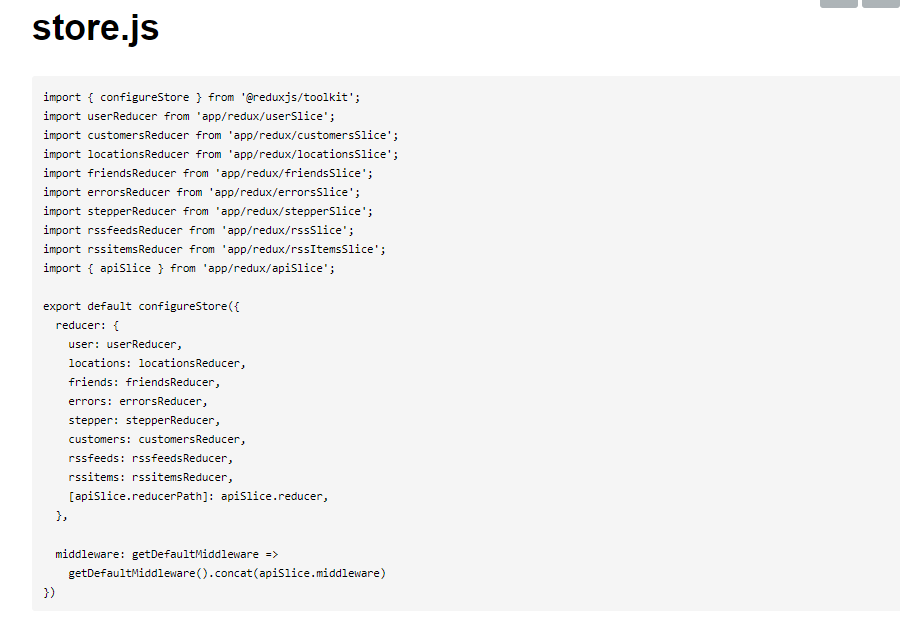 store.js
import { configureStore } from '@reduxjs/toolkit';
import userReducer from 'app/redux/userSlice';
import customersReducer from 'app/redux/customersSlice';
import locationsReducer from 'app/redux/locationsSlice';
import friendsReducer from 'app/redux/friendsSlice';
import errorsReducer from 'app/redux/errorsSlice';
import stepperReducer from 'app/redux/stepperSlice';
import rssfeedsReducer from 'app/redux/rssSlice';
import rssitemsReducer from 'app/redux/rssItemsSlice';
import { apiSlice } from 'app/redux/apiSlice';

export default configureStore({
  reducer: {
    user: userReducer,
    locations: locationsReducer,
    friends: friendsReducer,
    errors: errorsReducer,
    stepper: stepperReducer,
    customers: customersReducer,
    rssfeeds: rssfeedsReducer,
    rssitems: rssitemsReducer,
    [apiSlice.reducerPath]: apiSlice.reducer,
  },

  middleware: getDefaultMiddleware =>
    getDefaultMiddleware().concat(apiSlice.middleware)
})